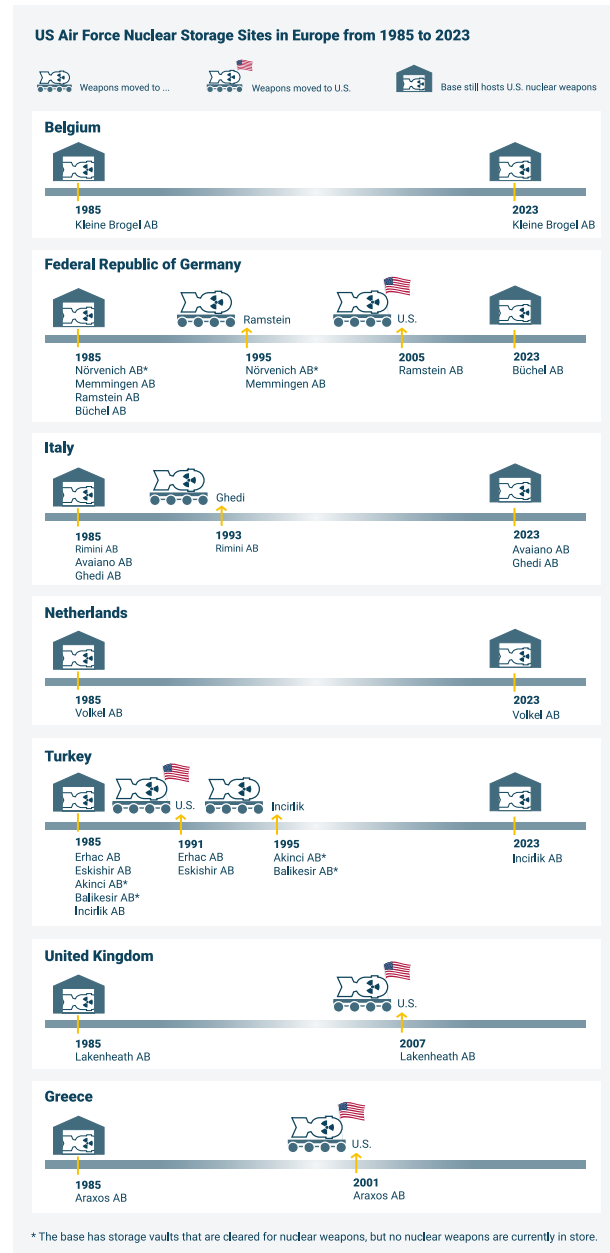 US Air Force Nuclear Storage Sites in Europe from 1985 to 2023
Weapons moved to ...
Weapons moved to U.S.
Base still hosts U.S. nuclear weapons
Belgium
1985
Kleine Brogel AB
2023
Kleine Brogel AB
Federal Republic of Germany
Ramstein
U.S.
1985
Nörvenich AB*
Memmingen AB
Ramstein AB
Büchel AB
1995
Nörvenich AB*
Memmingen AB
2005
Ramstein AB
2023
Büchel AB
Italy
Ghedi
1985
Rimini AB
Avaiano AB
Ghedi AB
1993
Rimini AB
2023
Avaiano AB
Ghedi AB
Netherlands
1985
Volkel AB
2023
Volkel AB
Turkey
U.S.
Incirlik
1985
Erhac AB
Eskishir AB
Akinci AB*
Balikesir AB*
Incirlik AB
1991
Erhac AB
Eskishir AB
1995
Akinci AB*
Balikesir AB*
2023
Incirlik AB
United Kingdom
U.S.
1985
Lakenheath AB
2007
Lakenheath AB
Greece
U.S.
1985
Araxos AB
2001
Araxos AB
* The base has storage vaults that are cleared for nuclear weapons, but no nuclear weapons are currently in store.